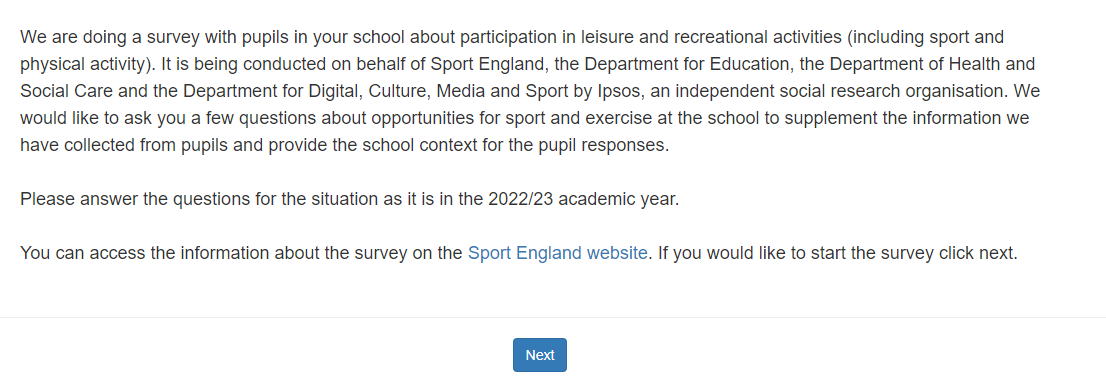 We are doing a survey with pupils in your school about participation in leisure and recreational activities (including sport and
physical activity). It is being conducted on behalf of Sport England, the Department for Education, the Department of Health and
Social Care and the Department for Digital, Culture, Media and Sport by Ipsos, an independent social research organisation. We
would like to ask you a few questions about opportunities for sport and exercise at the school to supplement the information we
have collected from pupils and provide the school context for the pupil responses.
Please answer the questions for the situation as it is in the 2022/23 academic year.
You can access the information about the survey on the Sport England website. If you would like to start the survey click next.
Next